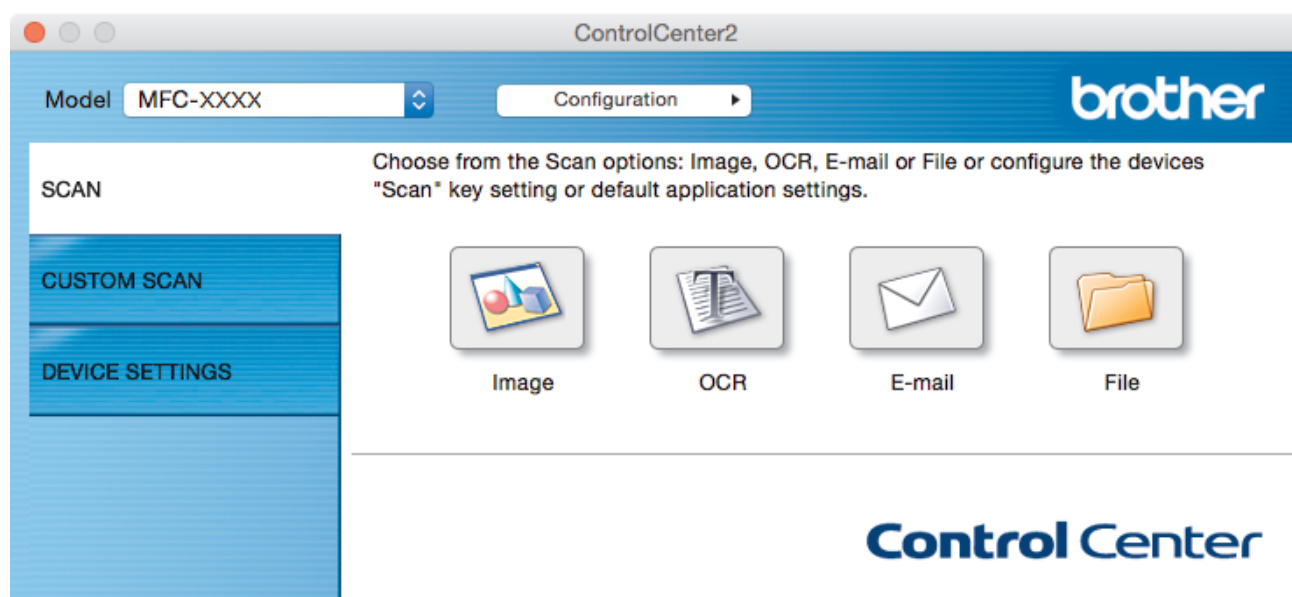 ControlCenter2
Model MFC-XXXX Configuration brother
SCAN
Choose from the Scan options: Image, OCR, E-mail or File or configure the devices
"Scan" key setting or default application settings.
CUSTOM SCAN
DEVICE SETTINGS
T
Image OCR E-mail File
Control Center